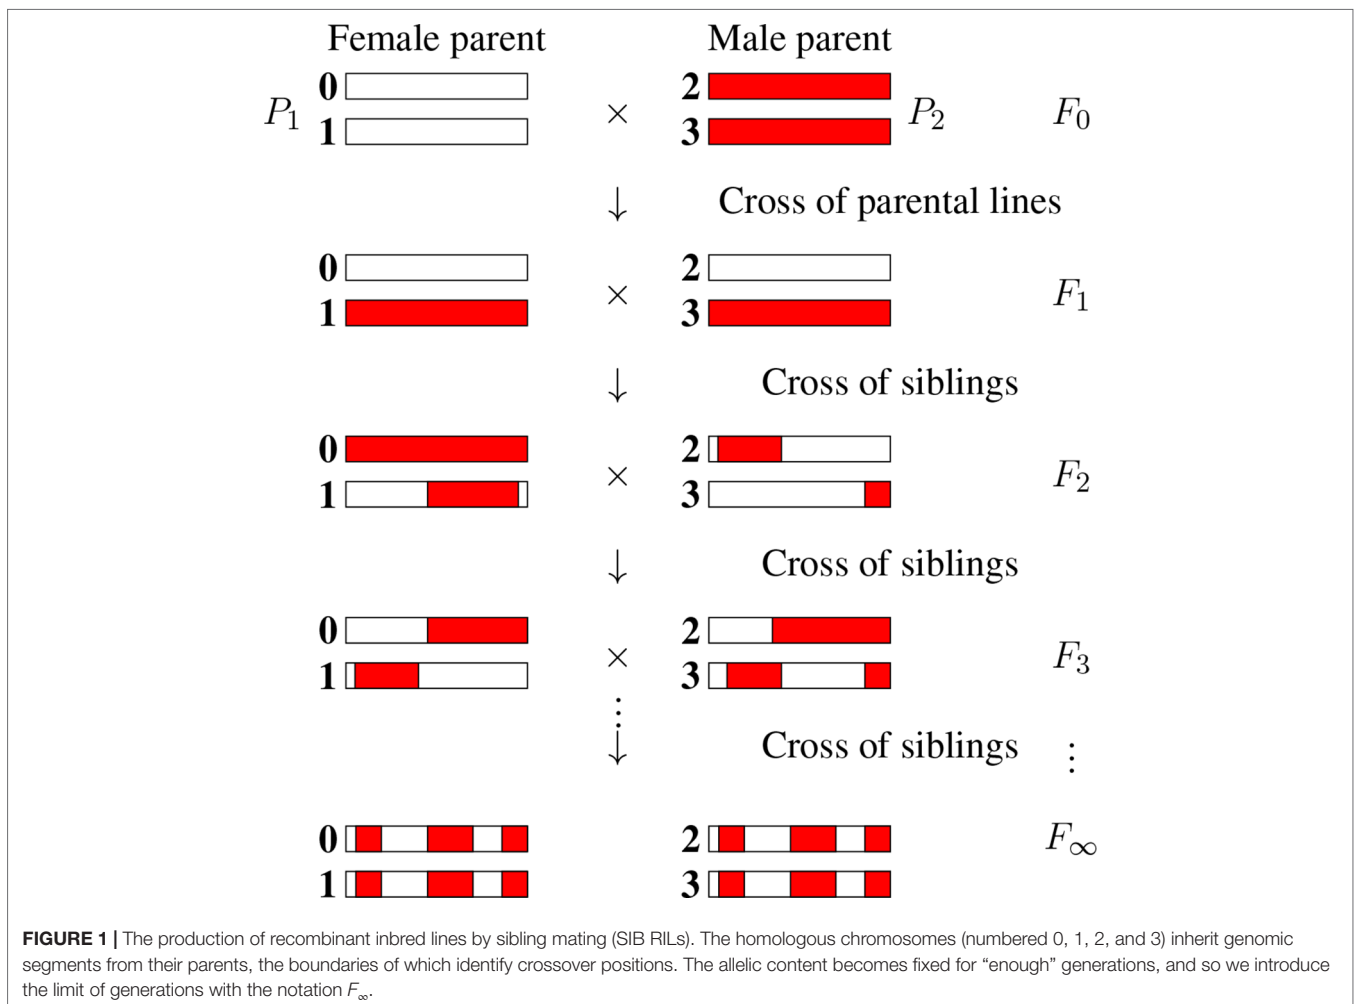 Female parent Male parent
0 2
P₁ × P₂ F₀
1 3
↓ Cross of parental lines
0 2
× F₁
1 3
↓ Cross of siblings
0 2
× F₂
1 3
↓ Cross of siblings
0 2
× F₃
1 3
⋮
↓ Cross of siblings ⋮
0 2 F∞
1 3
FIGURE 1 | The production of recombinant inbred lines by sibling mating (SIB RILs). The homologous chromosomes (numbered 0, 1, 2, and 3) inherit genomic
segments from their parents, the boundaries of which identify crossover positions. The allelic content becomes fixed for “enough” generations, and so we introduce
the limit of generations with the notation F∞.